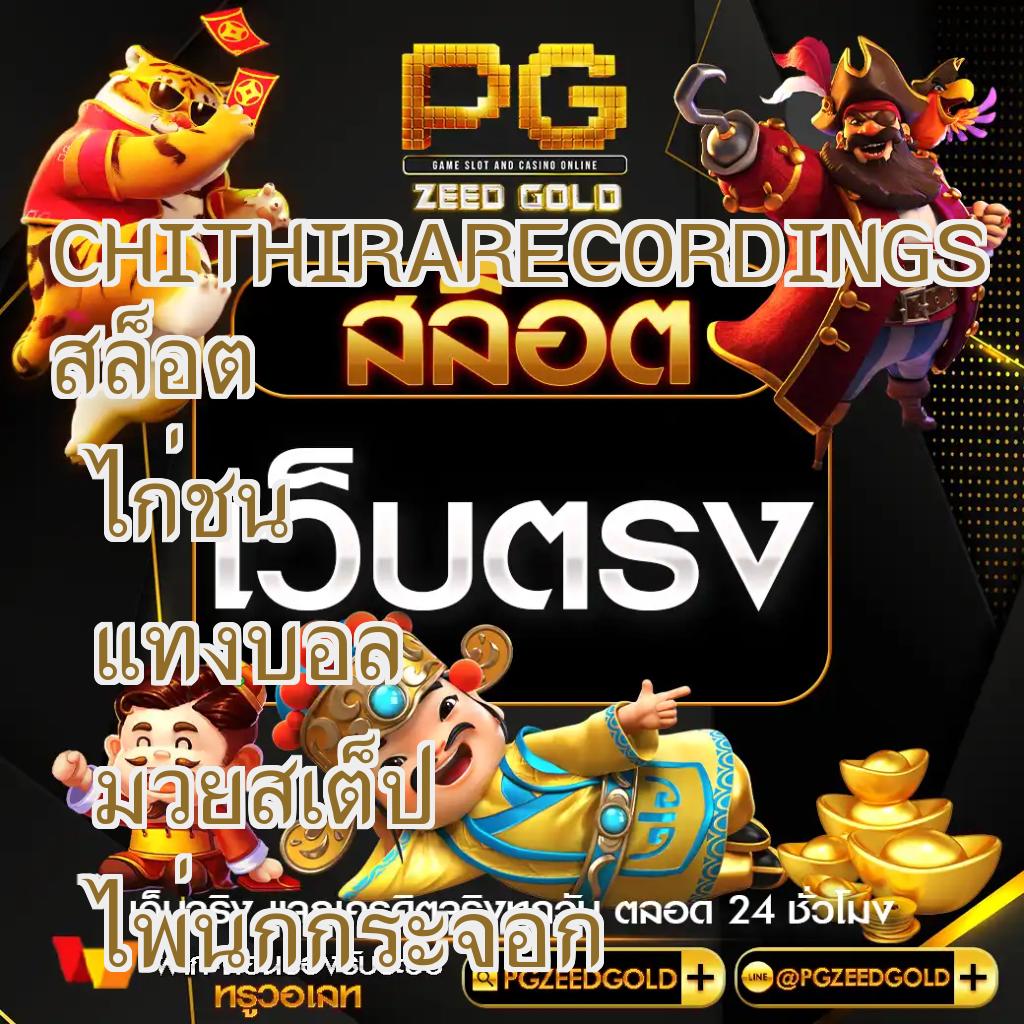 PG
GAME SLOT AND CASINO ONLINE
ZEED GOLD
CHITHIRARECORDINGS
สล็อต
สล็อต
ไก่ชน
เว็บตรง
แทงบอล
มวยสเต็ป
ตลอด 24 ชั่วโมง
ไพ่นกกระจอก
ทรูวอเลท
PGZEEDGOLD +
LINE @PGZEEDGOLD +